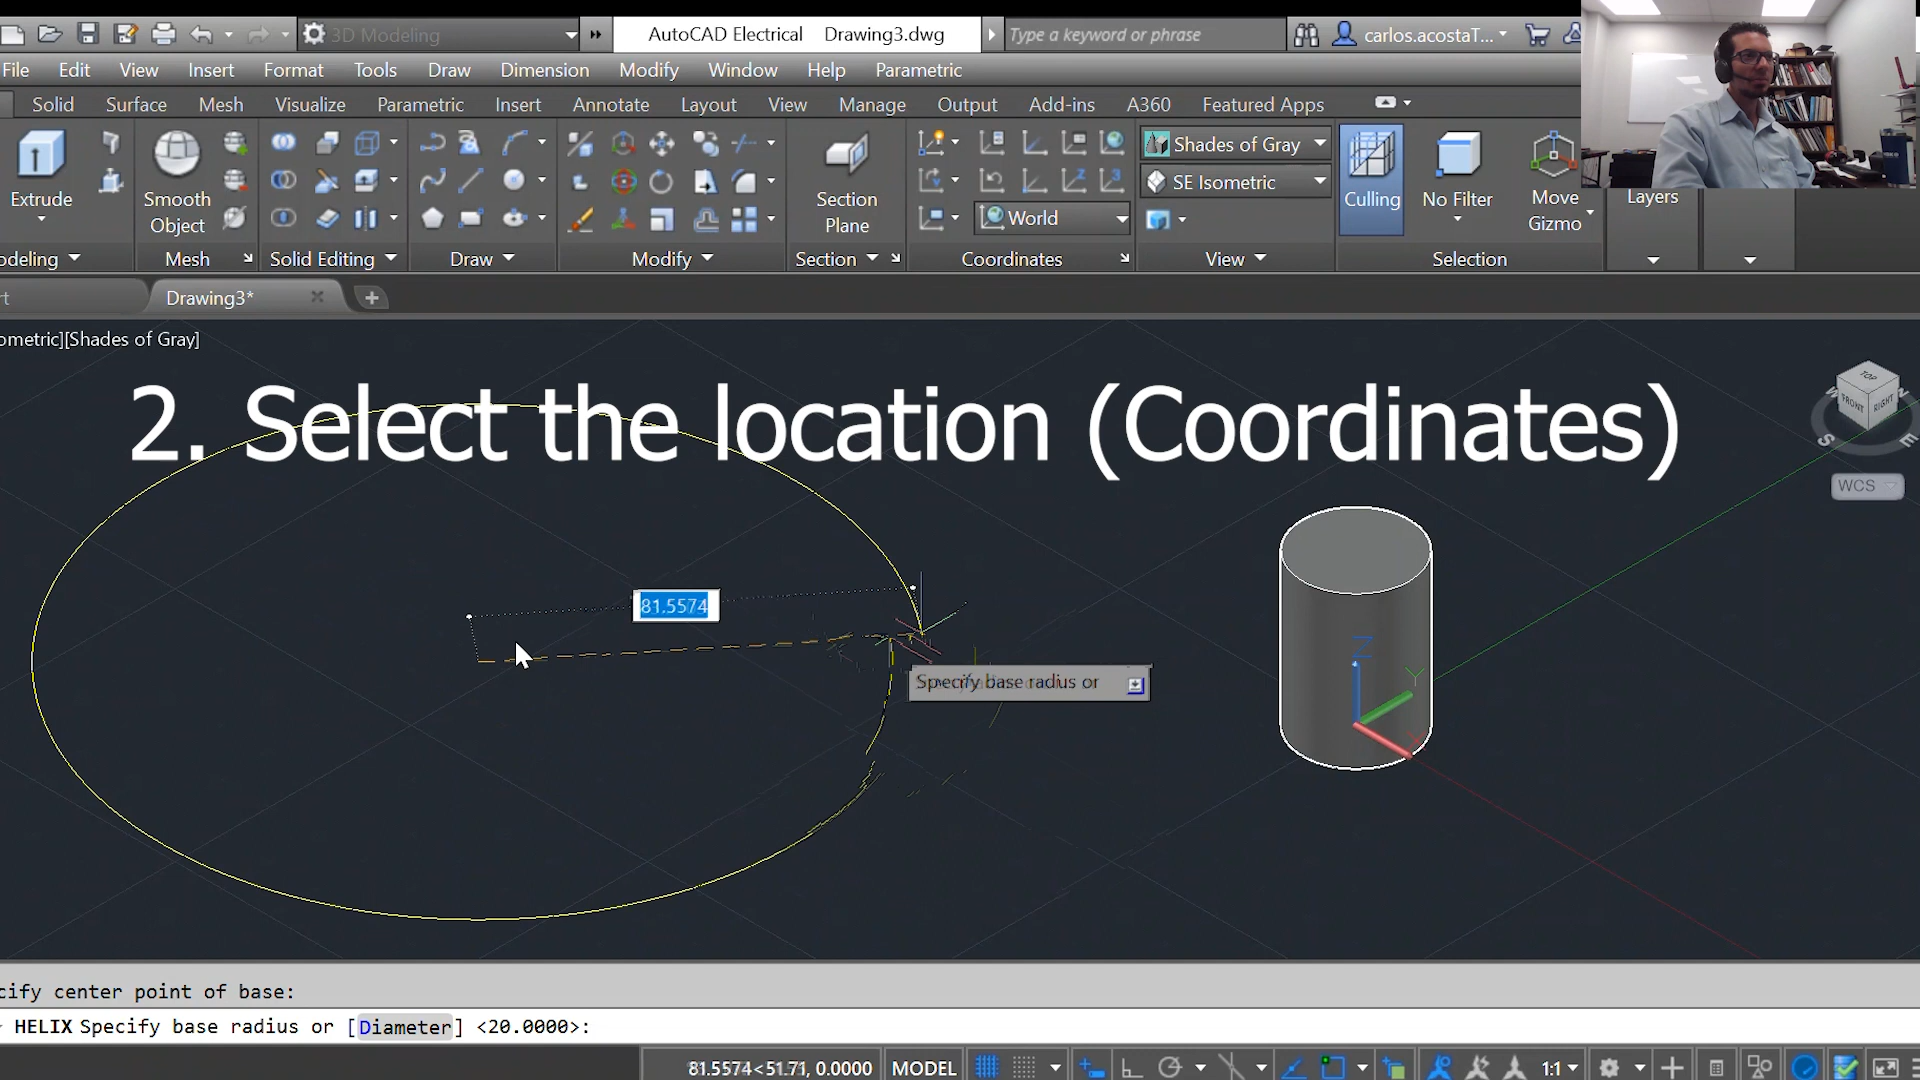 3D Modeling
AutoCAD Electrical Drawing3.dwg
Type a keyword or phrase
carlos.acostaT...
File Edit View Insert Format Tools Draw Dimension Modify Window Help Parametric
Solid Surface Mesh Visualize Parametric Insert Annotate Layout View Manage Output Add-ins A360 Featured Apps
Extrude
Smooth Object
Section Plane
World
Shades of Gray
SE Isometric
Culling
No Filter
Move Gizmo
Layers
odeling Mesh Solid Editing Draw Modify Section Coordinates View Selection
rt Drawing3*
ometric][Shades of Gray]
2. Select the location (Coordinates)
TOP
FRONT RIGHT
W N
S E
WCS
81.5574
Specify base radius or
Z
Y
X
cify center point of base:
HELIX Specify base radius or [Diameter] <20.0000>:
81.5574<51.71, 0.0000 MODEL 1:1